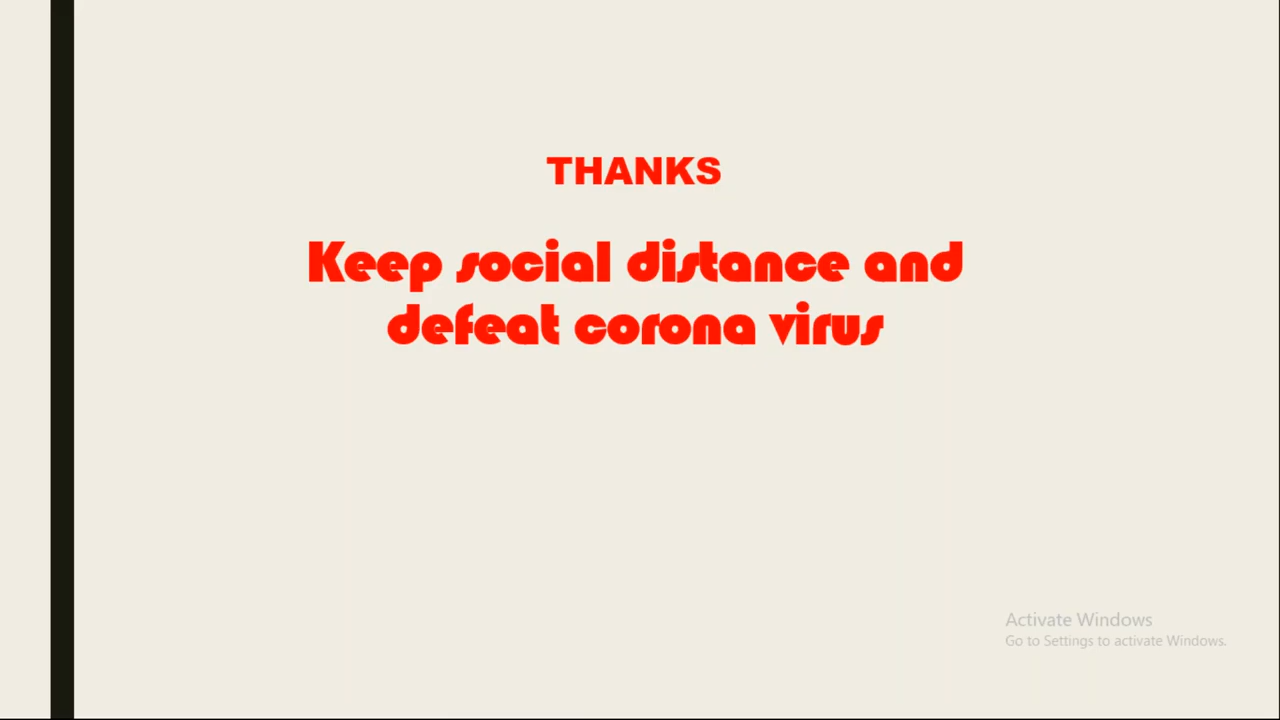 THANKS
Keep social distance and
defeat corona virus
Activate Windows
Go to Settings to activate Windows.